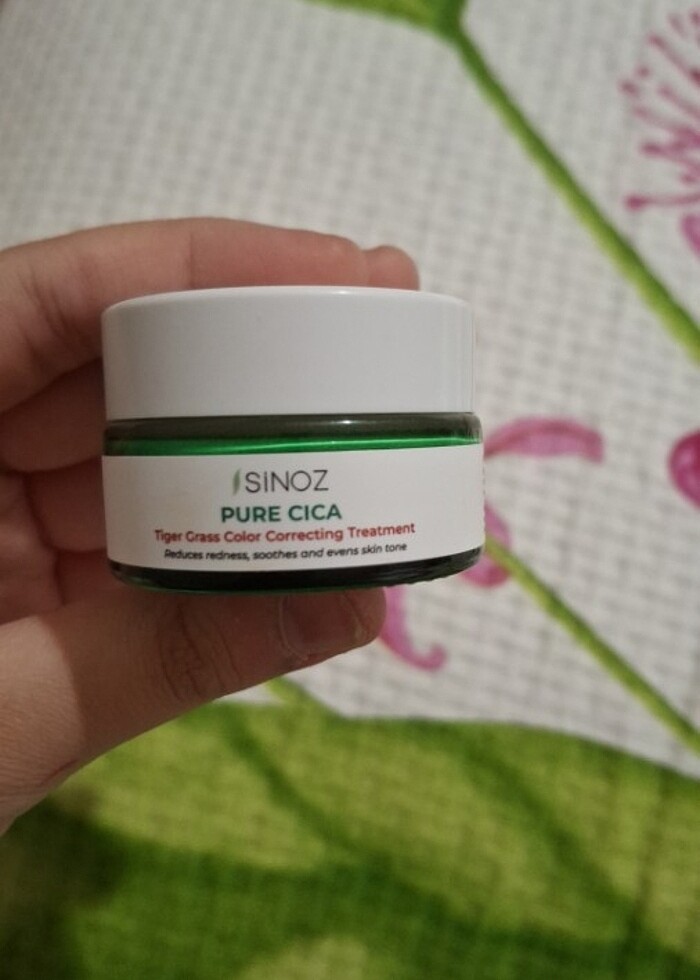 SiNOZ
PURE CICA
Tiger Grass Color Correcting Treatment
Reduces redness, soothes and evens skin tone